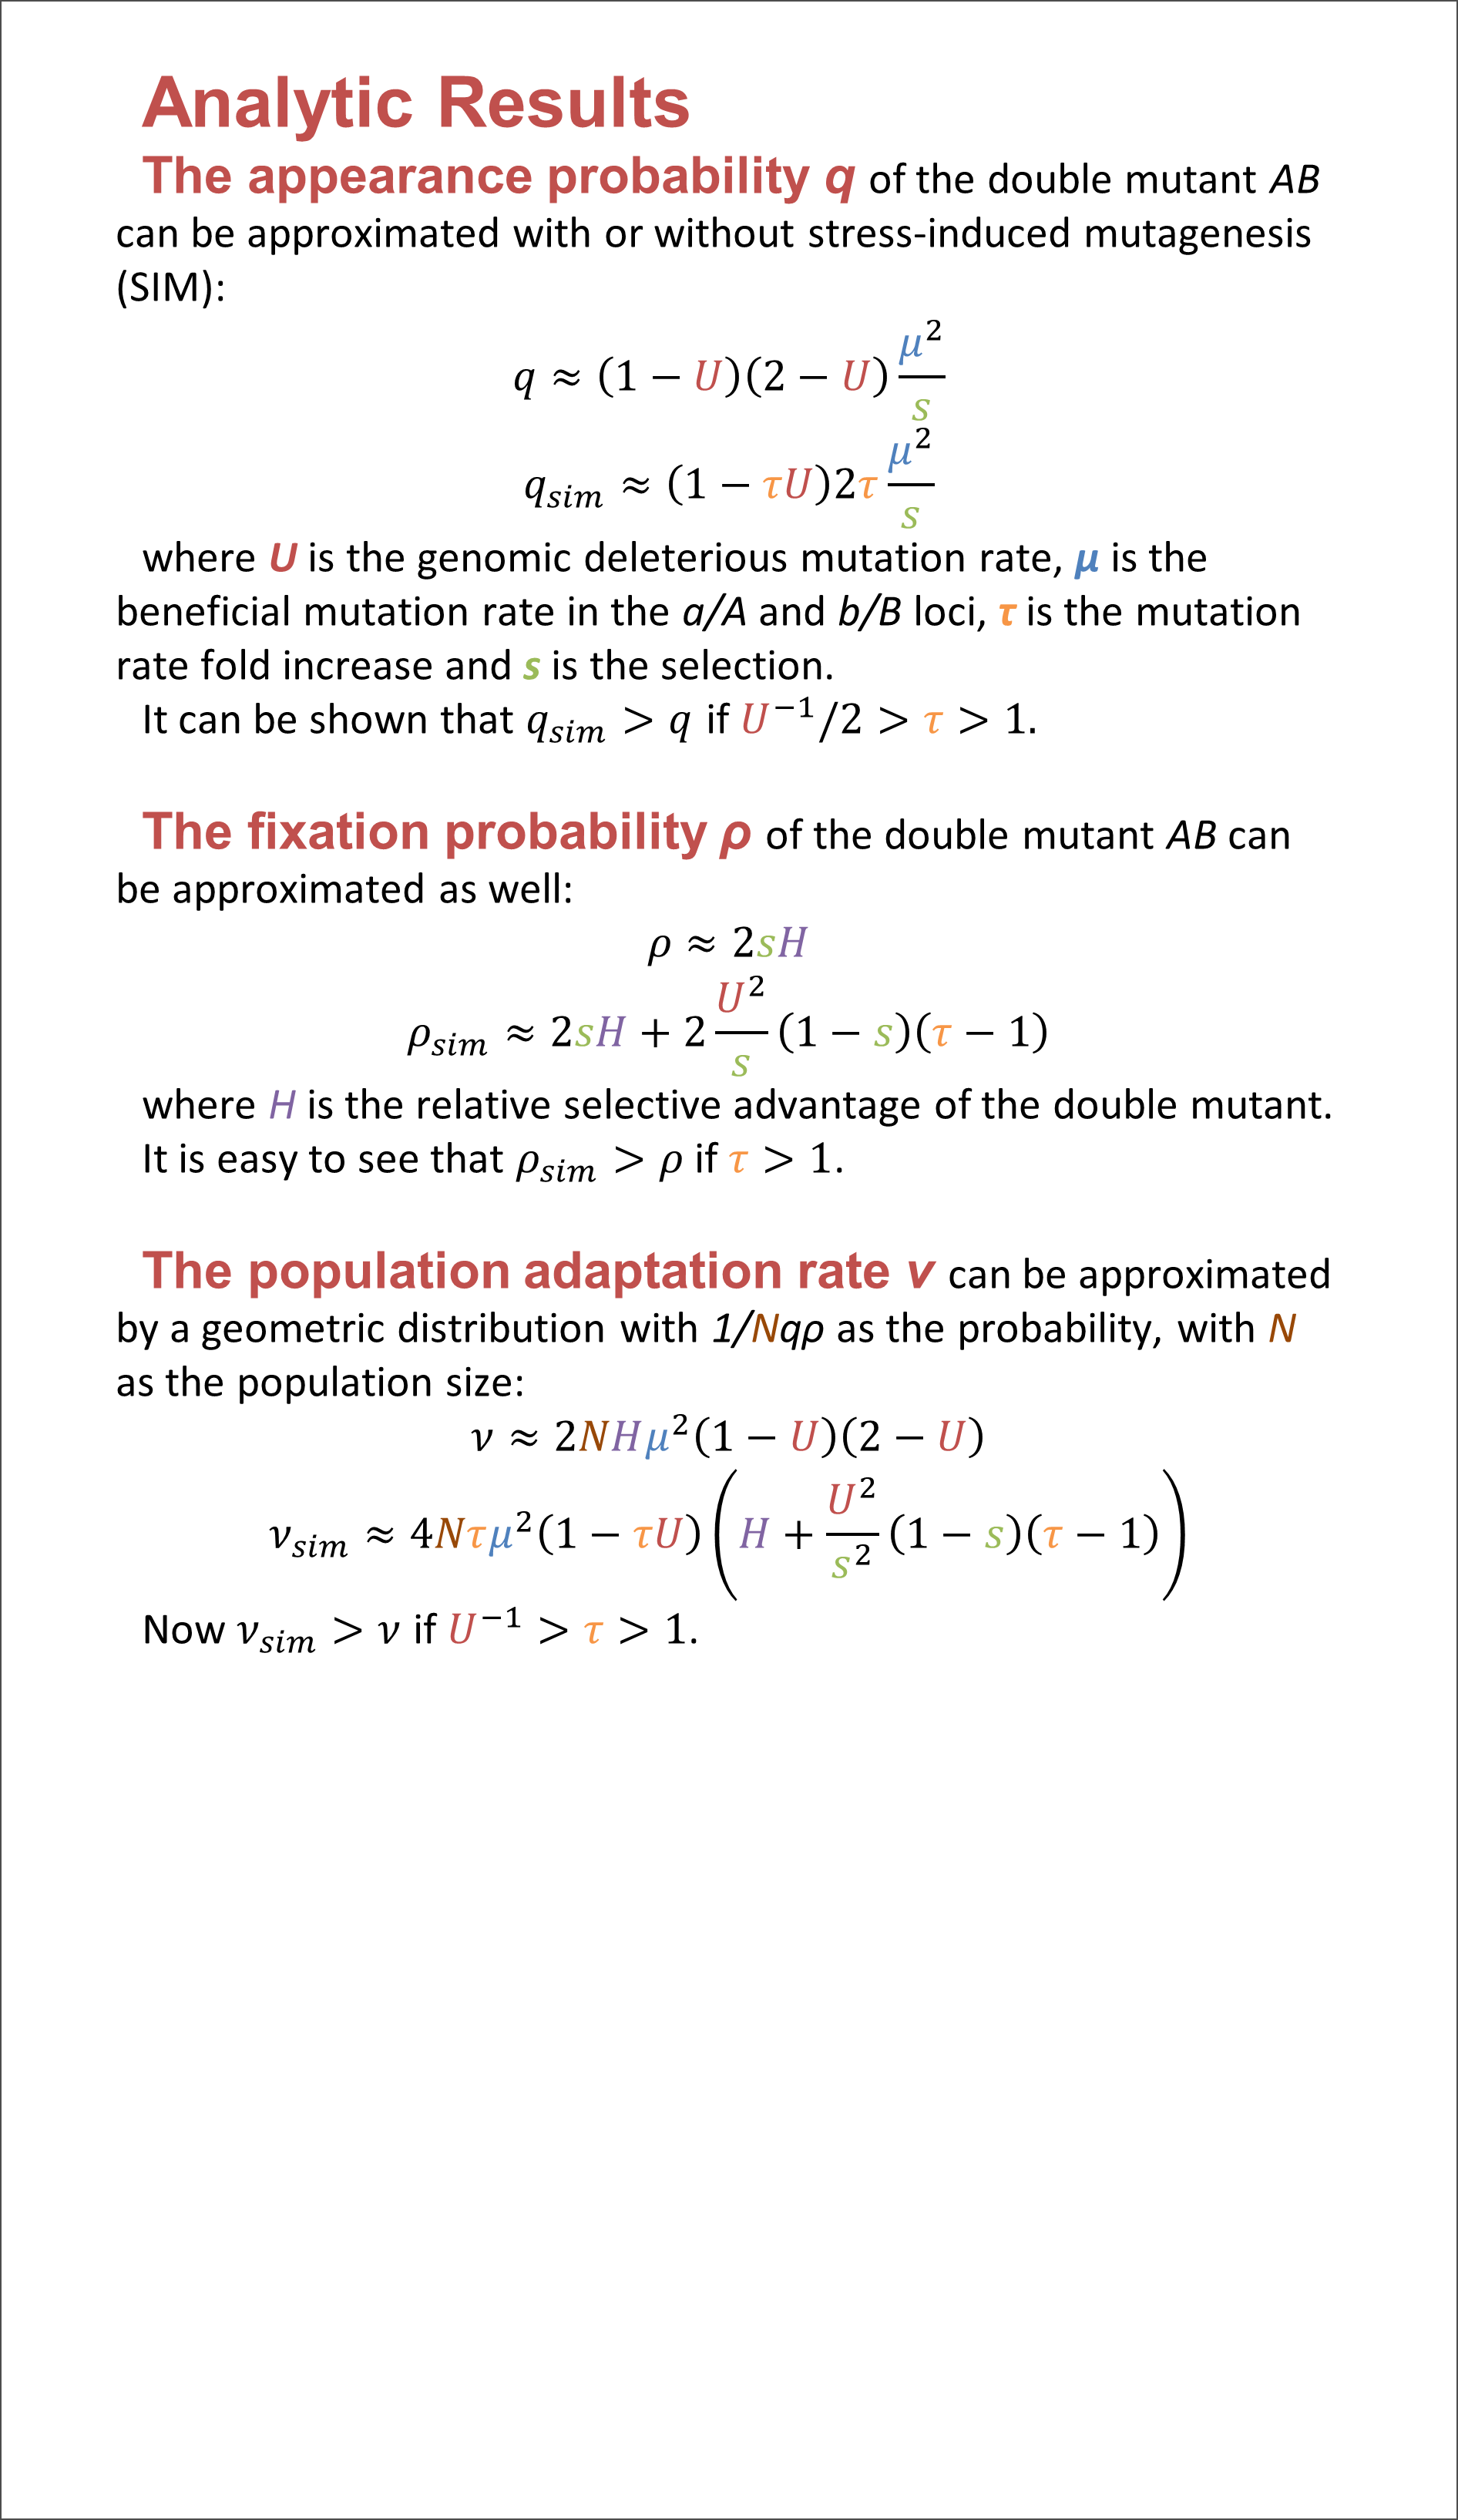 Analytic Results
The appearance probability q of the double mutant AB
can be approximated with or without stress-induced mutagenesis
(SIM):
q ≈ (1 − U)(2 − U) μ²/s
q_sim ≈ (1 − τU)2τ μ²/s
where U is the genomic deleterious mutation rate, μ is the
beneficial mutation rate in the a/A and b/B loci, τ is the mutation
rate fold increase and s is the selection.
It can be shown that q_sim > q if U⁻¹/2 > τ > 1.
The fixation probability ρ of the double mutant AB can
be approximated as well:
ρ ≈ 2sH
ρ_sim ≈ 2sH + 2 U²/s (1 − s)(τ − 1)
where H is the relative selective advantage of the double mutant.
It is easy to see that ρ_sim > ρ if τ > 1.
The population adaptation rate ν can be approximated
by a geometric distribution with 1/Nqρ as the probability, with N
as the population size:
ν ≈ 2NHμ²(1 − U)(2 − U)
ν_sim ≈ 4Nτμ²(1 − τU)(H + U²/s² (1 − s)(τ − 1))
Now ν_sim > ν if U⁻¹ > τ > 1.